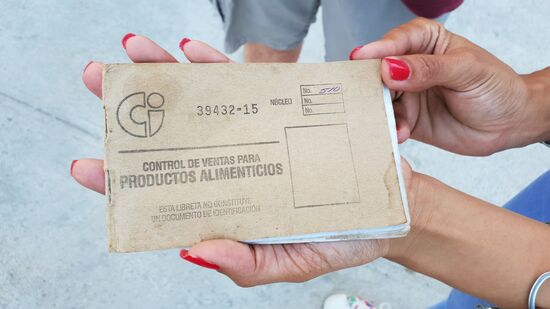 39432-15
NÚCLEO
No. 510
No.
No.
CONTROL DE VENTAS PARA
PRODUCTOS ALIMENTICIOS
ESTA LIBRETA NO CONSTITUYE
UN DOCUMENTO DE IDENTIFICACIÓN